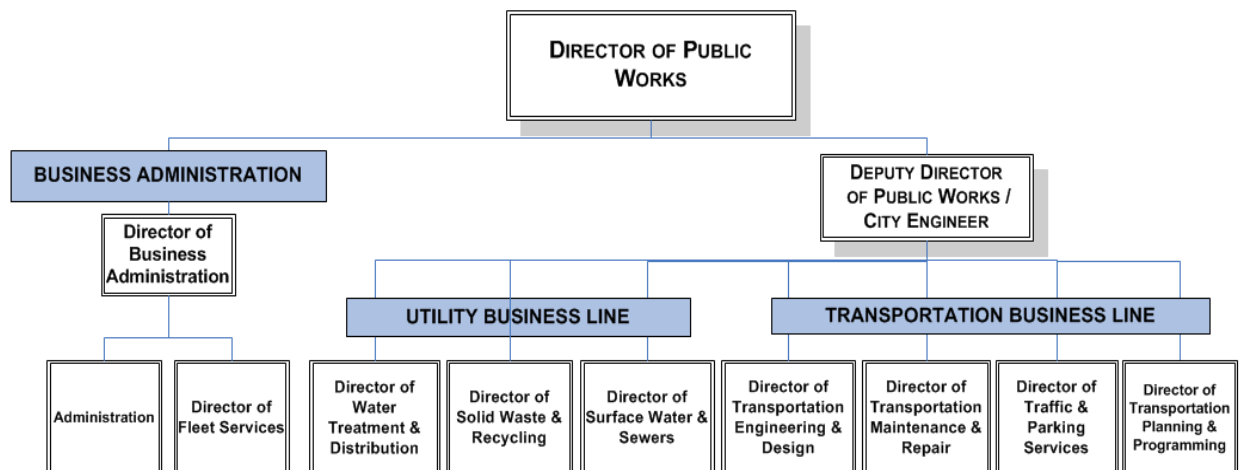 DIRECTOR OF PUBLIC
WORKS
BUSINESS ADMINISTRATION
DEPUTY DIRECTOR
OF PUBLIC WORKS /
CITY ENGINEER
Director of
Business
Administration
UTILITY BUSINESS LINE
TRANSPORTATION BUSINESS LINE
Administration
Director of
Fleet Services
Director of
Water
Treatment &
Distribution
Director of
Solid Waste &
Recycling
Director of
Surface Water &
Sewers
Director of
Transportation
Engineering &
Design
Director of
Transportation
Maintenance &
Repair
Director of
Traffic &
Parking
Services
Director of
Transportation
Planning &
Programming